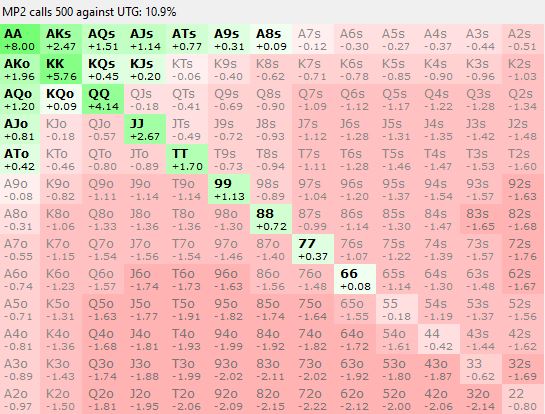 MP2 calls 500 against UTG: 10.9%
AA AKs AQs AJs ATs A9s A8s A7s A6s A5s A4s A3s A2s
+8.00 +2.47 +1.51 +1.14 +0.77 +0.31 +0.09 -0.12 -0.30 -0.27 -0.37 -0.44 -0.51
AKo KK KQs KJs KTs K9s K8s K7s K6s K5s K4s K3s K2s
+1.96 +5.76 +0.45 +0.20 -0.06 -0.40 -0.62 -0.71 -0.78 -0.85 -0.90 -0.96 -1.03
AQo KQo QQ QJs QTs Q9s Q8s Q7s Q6s Q5s Q4s Q3s Q2s
+1.20 +0.09 +4.14 -0.18 -0.41 -0.69 -0.90 -1.09 -1.12 -1.17 -1.22 -1.28 -1.34
AJo KJo QJo JJ JTs J9s J8s J7s J6s J5s J4s J3s J2s
+0.81 -0.18 -0.57 +2.67 -0.49 -0.72 -0.93 -1.12 -1.28 -1.31 -1.35 -1.42 -1.48
ATo KTo QTo JTo TT T9s T8s T7s T6s T5s T4s T3s T2s
+0.42 -0.46 -0.80 -0.89 +1.70 -0.73 -0.94 -1.11 -1.28 -1.46 -1.47 -1.53 -1.60
A9o K9o Q9o J9o T9o 99 98s 97s 96s 95s 94s 93s 92s
-0.08 -0.82 -1.11 -1.14 -1.14 +1.13 -0.89 -1.04 -1.20 -1.37 -1.54 -1.57 -1.63
A8o K8o Q8o J8o T8o 98o 88 87s 86s 85s 84s 83s 82s
-0.31 -1.06 -1.33 -1.36 -1.36 -1.30 +0.72 -0.99 -1.14 -1.30 -1.47 -1.65 -1.68
A7o K7o Q7o J7o T7o 97o 87o 77 76s 75s 74s 73s 72s
-0.55 -1.15 -1.54 -1.56 -1.54 -1.46 -1.40 +0.37 -1.07 -1.22 -1.39 -1.57 -1.76
A6o K6o Q6o J6o T6o 96o 86o 76o 66 65s 64s 63s 62s
-0.74 -1.23 -1.57 -1.74 -1.73 -1.63 -1.56 -1.48 +0.08 -1.14 -1.30 -1.48 -1.67
A5o K5o Q5o J5o T5o 95o 85o 75o 65o 55 54s 53s 52s
-0.71 -1.31 -1.63 -1.77 -1.91 -1.82 -1.74 -1.64 -1.55 -0.18 -1.19 -1.37 -1.56
A4o K4o Q4o J4o T4o 94o 84o 74o 64o 54o 44 43s 42s
-0.81 -1.36 -1.68 -1.81 -1.93 -1.99 -1.92 -1.82 -1.72 -1.61 -0.42 -1.44 -1.62
A3o K3o Q3o J3o T3o 93o 83o 73o 63o 53o 43o 33 32s
-0.89 -1.43 -1.74 -1.88 -1.99 -2.02 -2.11 -2.02 -1.92 -1.80 -1.87 -0.62 -1.69
A2o K2o Q2o J2o T2o 92o 82o 72o 62o 52o 42o 32o 22
-0.97 -1.50 -1.81 -1.95 -2.06 -2.09 -2.15 -2.22 -2.12 -2.00 -2.06 -2.14 -0.80